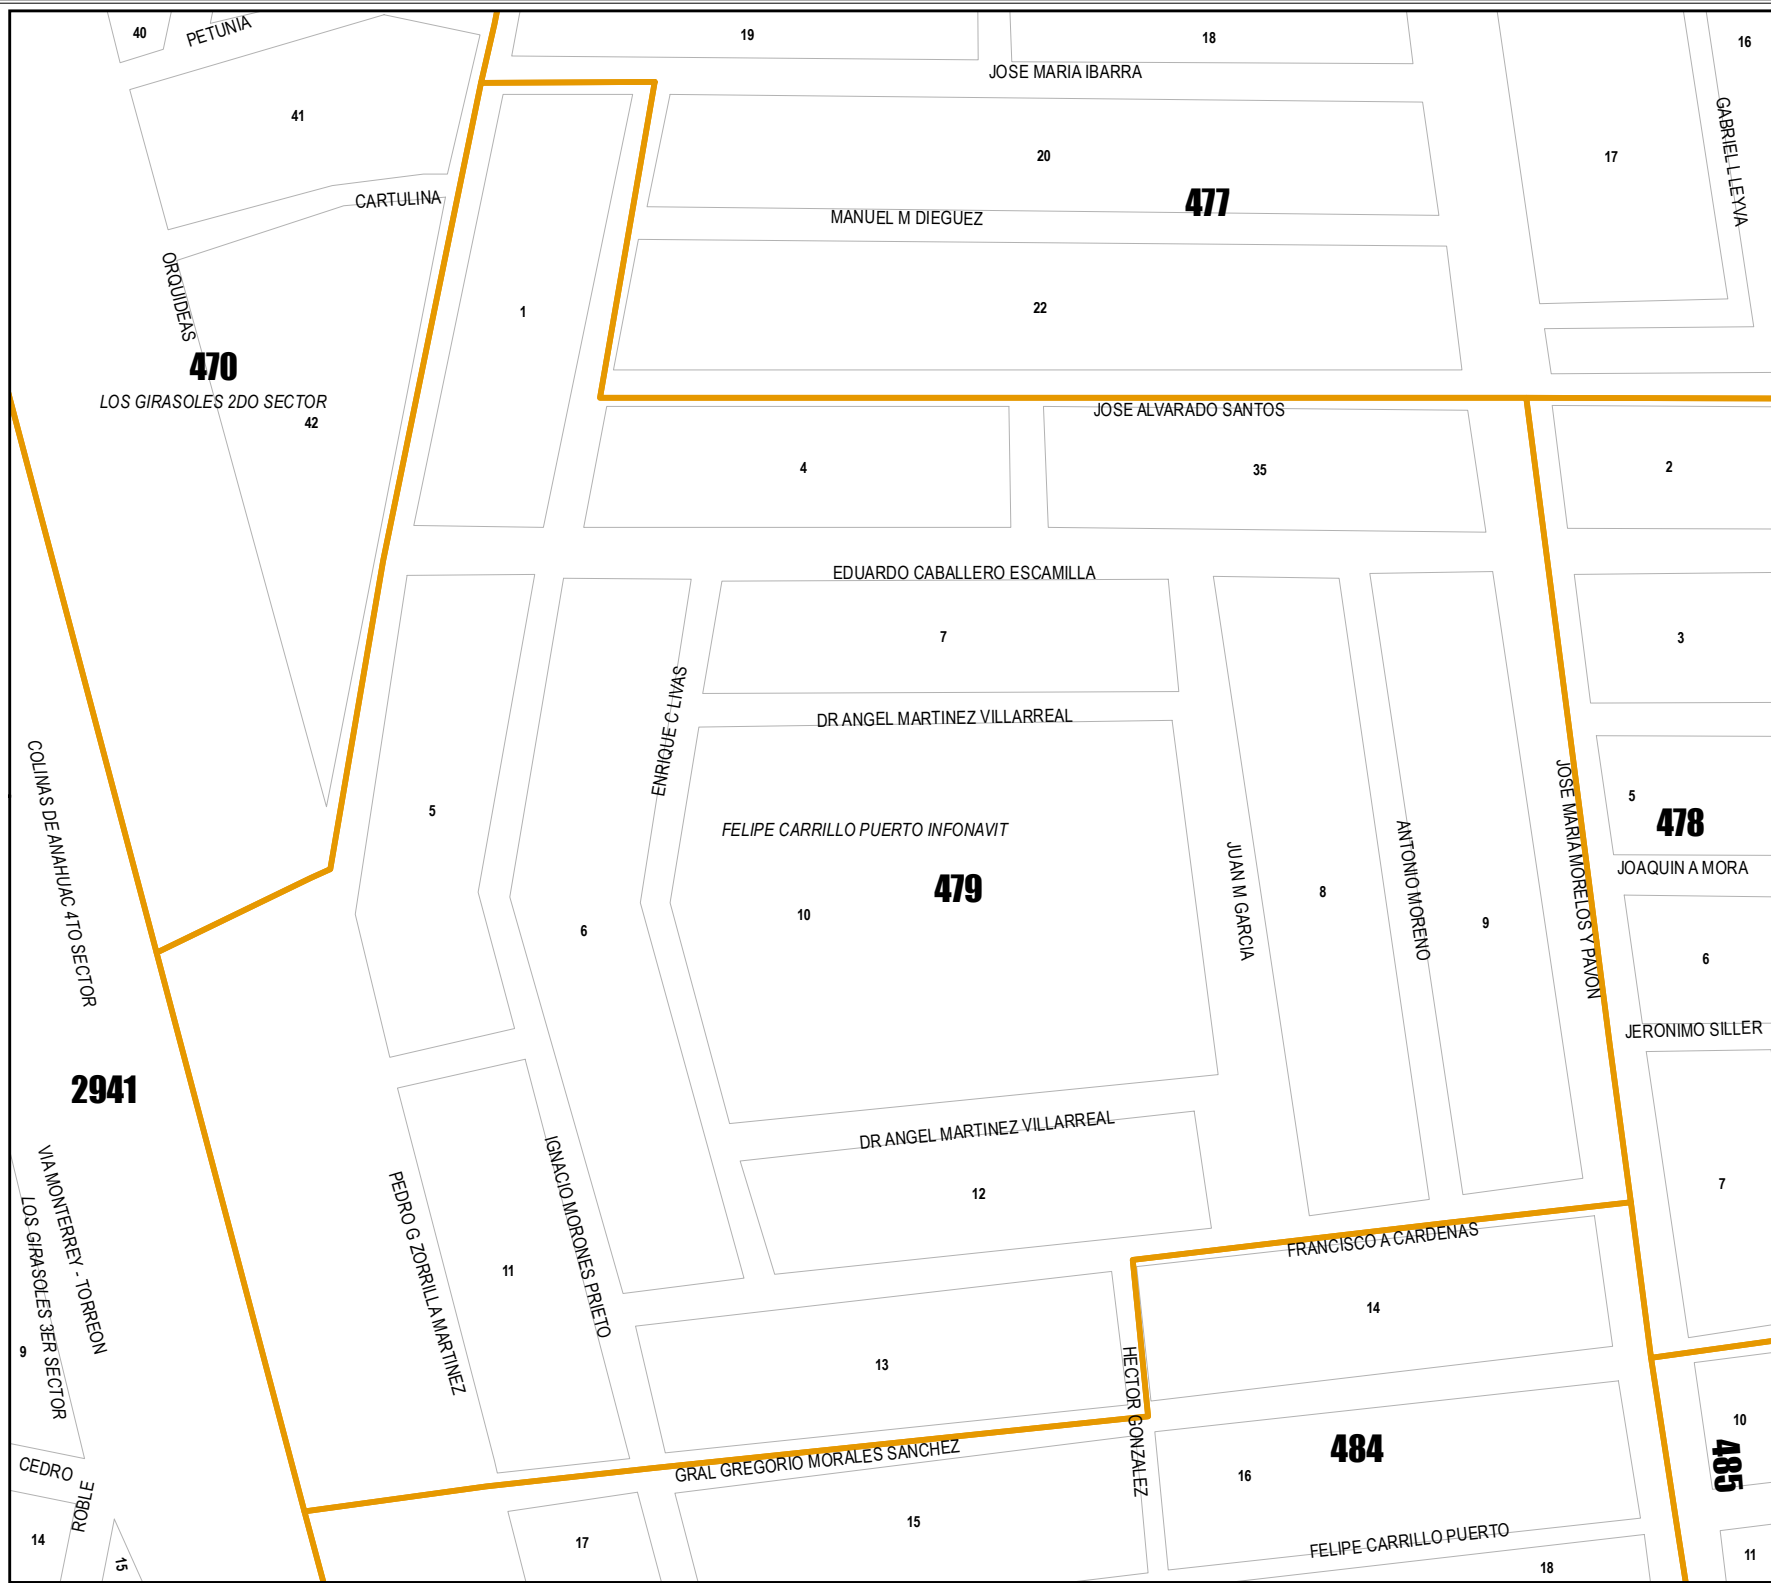 40
PETUNIA
19
18
16
JOSE MARIA IBARRA
41
20
17
GABRIEL L LEYVA
CARTULINA
477
MANUEL M DIEGUEZ
ORQUIDEAS
1
22
470
LOS GIRASOLES 2DO SECTOR
42
JOSE ALVARADO SANTOS
4
35
2
EDUARDO CABALLERO ESCAMILLA
7
3
ENRIQUE C LIVAS
DR ANGEL MARTINEZ VILLARREAL
COLINAS DE ANAHUAC 4TO SECTOR
5
FELIPE CARRILLO PUERTO INFONAVIT
479
10
6
JUAN M GARCIA
8
ANTONIO MORENO
9
JOSE MARIA MORELOS Y PAVON
5
478
JOAQUIN A MORA
6
JERONIMO SILLER
2941
DR ANGEL MARTINEZ VILLARREAL
12
7
VIA MONTERREY - TORREON
LOS GIRASOLES 3ER SECTOR
PEDRO G ZORRILLA MARTINEZ
IGNACIO MORONES PRIETO
11
FRANCISCO A CARDENAS
14
9
13
HECTOR GONZALEZ
10
484
485
GRAL GREGORIO MORALES SANCHEZ
CEDRO
ROBLE
16
14
15
17
15
FELIPE CARRILLO PUERTO
18
11